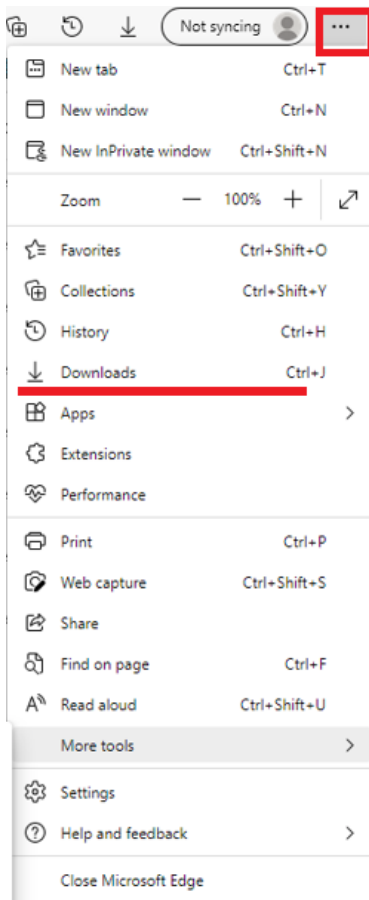 Not syncing
New tab Ctrl+T
New window Ctrl+N
New InPrivate window Ctrl+Shift+N
Zoom — 100% +
Favorites Ctrl+Shift+O
Collections Ctrl+Shift+Y
History Ctrl+H
Downloads Ctrl+J
Apps
Extensions
Performance
Print Ctrl+P
Web capture Ctrl+Shift+S
Share
Find on page Ctrl+F
Read aloud Ctrl+Shift+U
More tools
Settings
Help and feedback
Close Microsoft Edge